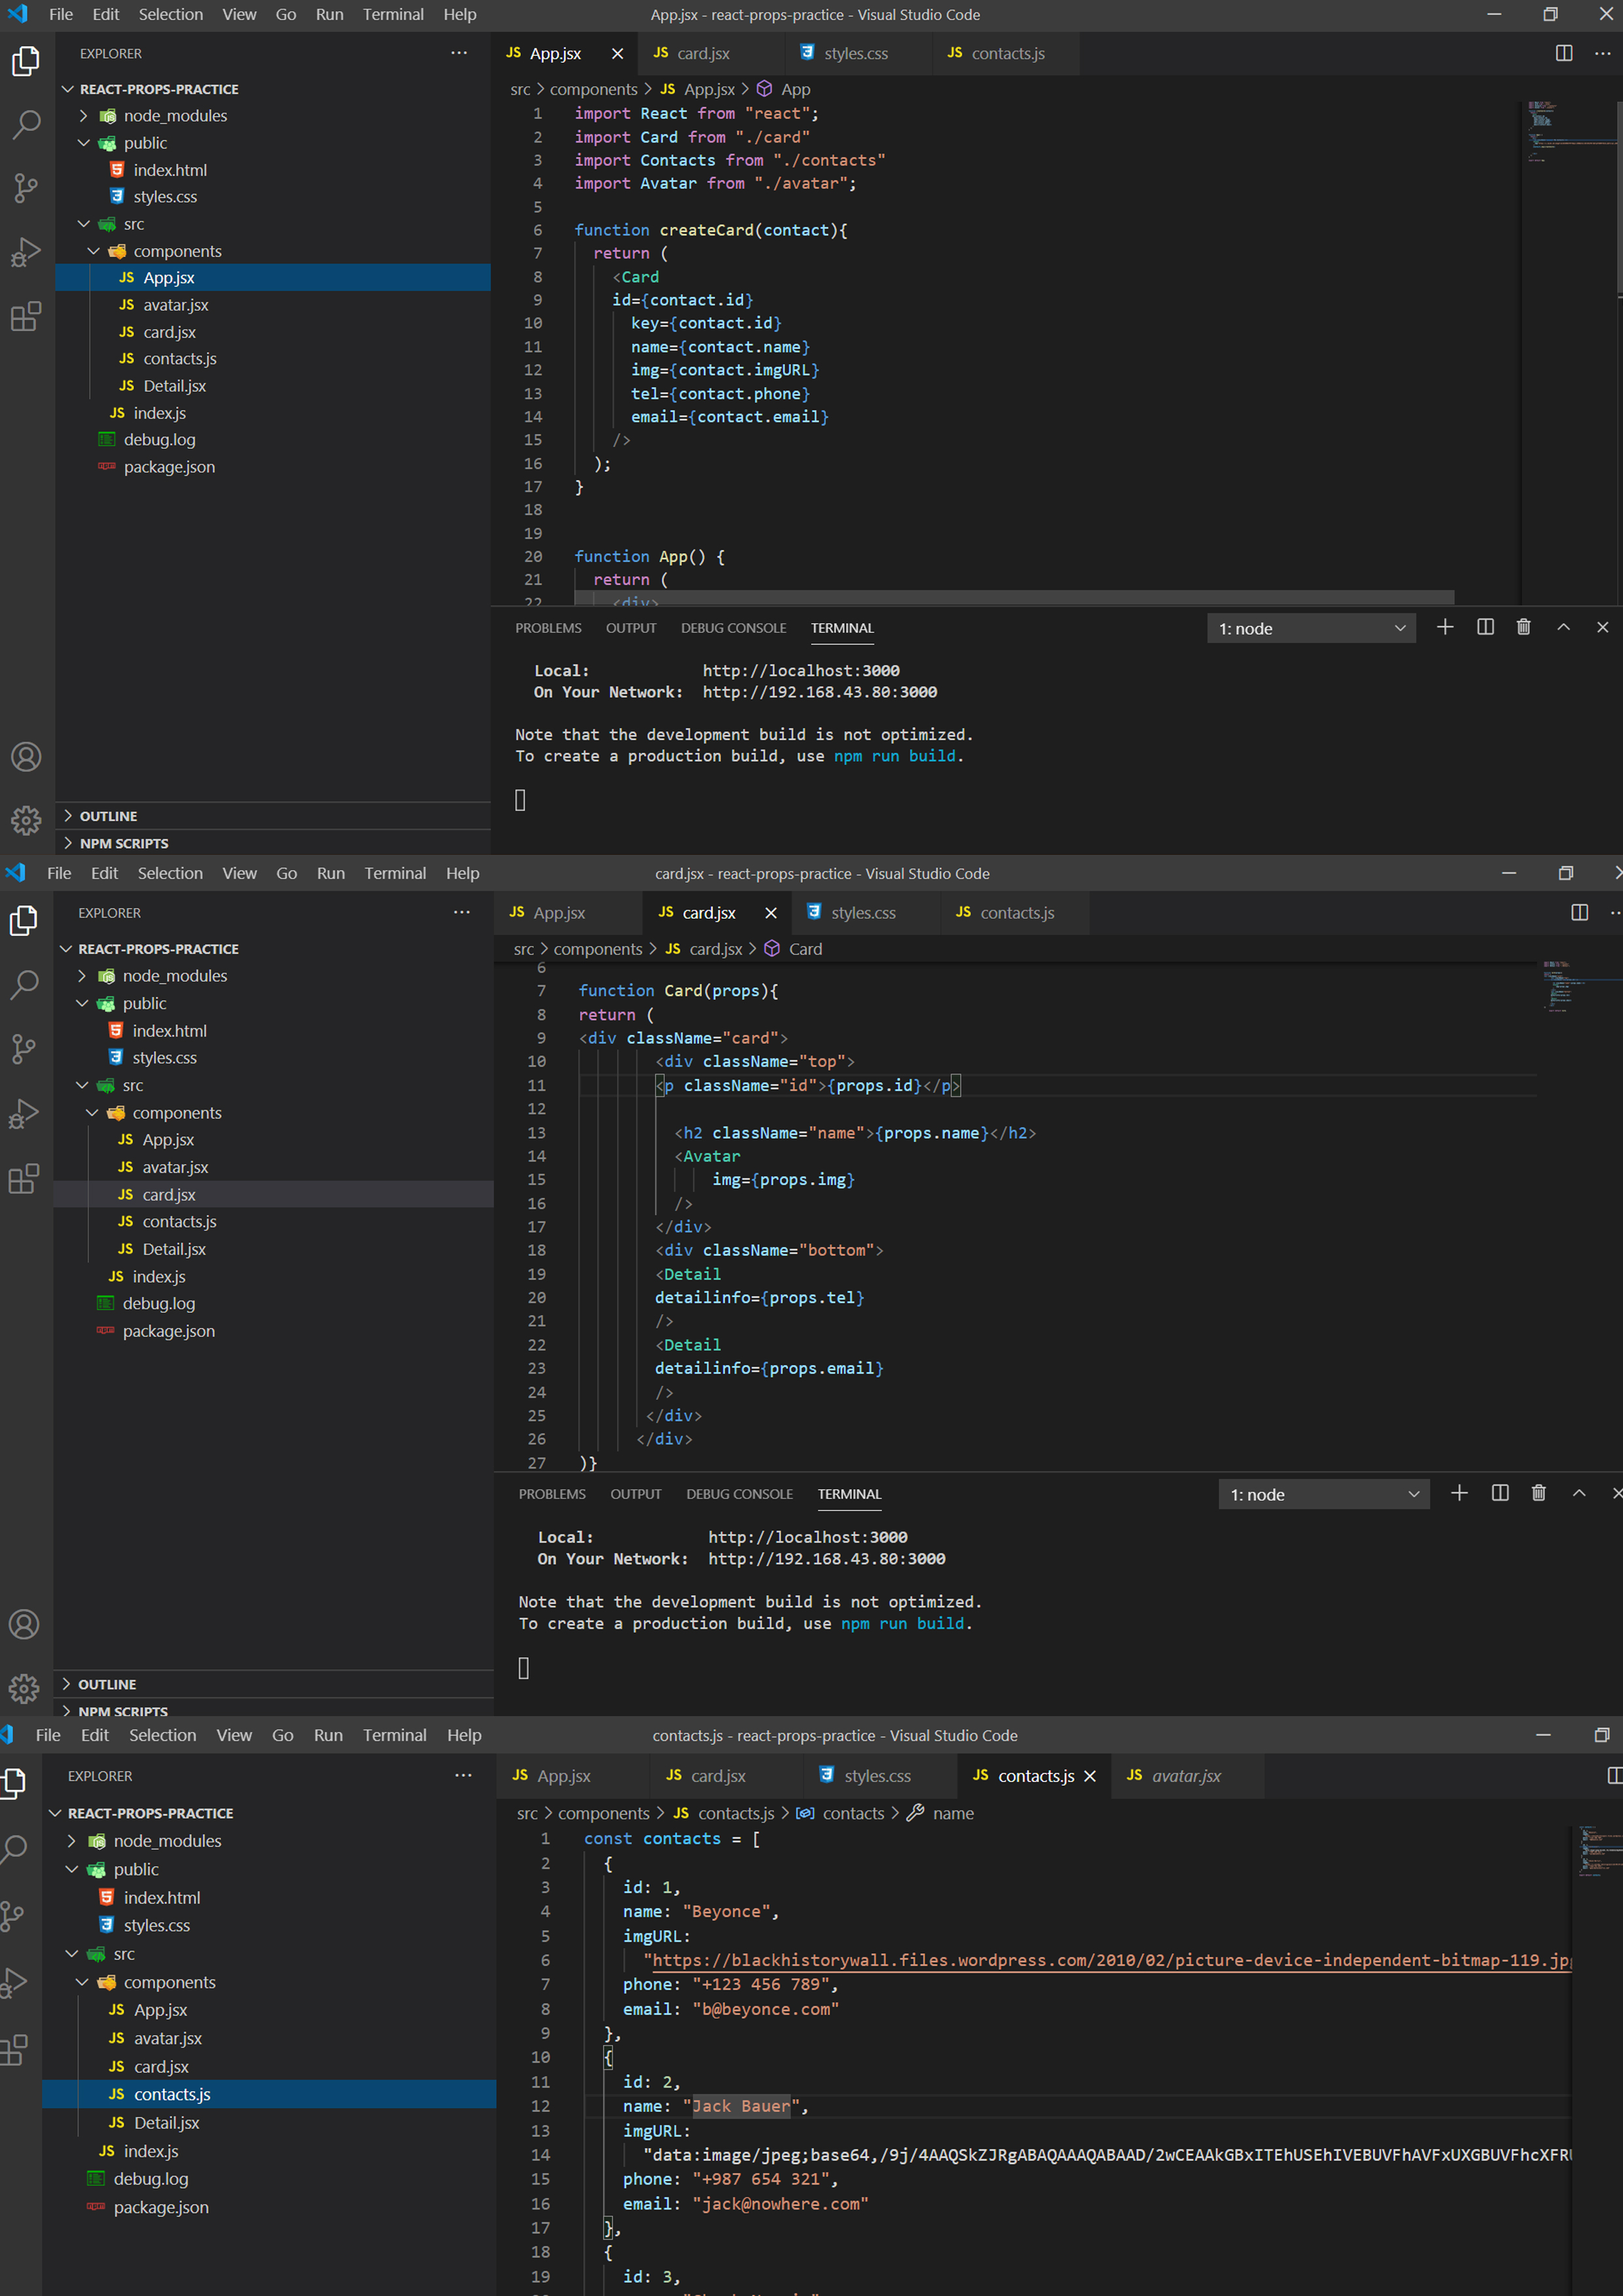 File Edit Selection View Go Run Terminal Help App.jsx - react-props-practice - Visual Studio Code
EXPLORER
REACT-PROPS-PRACTICE
node_modules
public
index.html
styles.css
src
components
App.jsx
avatar.jsx
card.jsx
contacts.js
Detail.jsx
index.js
debug.log
package.json
OUTLINE
NPM SCRIPTS
JS App.jsx JS card.jsx styles.css JS contacts.js
src > components > JS App.jsx > App
1 import React from "react";
2 import Card from "./card"
3 import Contacts from "./contacts"
4 import Avatar from "./avatar";
5
6 function createCard(contact){
7 return (
8 <Card
9 id={contact.id}
10 key={contact.id}
11 name={contact.name}
12 img={contact.imgURL}
13 tel={contact.phone}
14 email={contact.email}
15 />
16 );
17 }
18
19
20 function App() {
21 return (
22 <div>
PROBLEMS OUTPUT DEBUG CONSOLE TERMINAL 1: node
Local: http://localhost:3000
On Your Network: http://192.168.43.80:3000
Note that the development build is not optimized.
To create a production build, use npm run build.
File Edit Selection View Go Run Terminal Help card.jsx - react-props-practice - Visual Studio Code
EXPLORER
REACT-PROPS-PRACTICE
node_modules
public
index.html
styles.css
src
components
App.jsx
avatar.jsx
card.jsx
contacts.js
Detail.jsx
index.js
debug.log
package.json
OUTLINE
NPM SCRIPTS
JS App.jsx JS card.jsx styles.css JS contacts.js
src > components > JS card.jsx > Card
6
7 function Card(props){
8 return (
9 <div className="card">
10 <div className="top">
11 <p className="id">{props.id}</p>
12
13 <h2 className="name">{props.name}</h2>
14 <Avatar
15 img={props.img}
16 />
17 </div>
18 <div className="bottom">
19 <Detail
20 detailinfo={props.tel}
21 />
22 <Detail
23 detailinfo={props.email}
24 />
25 </div>
26 </div>
27 )}
PROBLEMS OUTPUT DEBUG CONSOLE TERMINAL 1: node
Local: http://localhost:3000
On Your Network: http://192.168.43.80:3000
Note that the development build is not optimized.
To create a production build, use npm run build.
File Edit Selection View Go Run Terminal Help contacts.js - react-props-practice - Visual Studio Code
EXPLORER
REACT-PROPS-PRACTICE
node_modules
public
index.html
styles.css
src
components
App.jsx
avatar.jsx
card.jsx
contacts.js
Detail.jsx
index.js
debug.log
package.json
JS App.jsx JS card.jsx styles.css JS contacts.js JS avatar.jsx
src > components > JS contacts.js > contacts > name
1 const contacts = [
2 {
3 id: 1,
4 name: "Beyonce",
5 imgURL:
6 "https://blackhistorywall.files.wordpress.com/2010/02/picture-device-independent-bitmap-119.jpg
7 phone: "+123 456 789",
8 email: "b@beyonce.com"
9 },
10 {
11 id: 2,
12 name: "Jack Bauer",
13 imgURL:
14 "data:image/jpeg;base64,/9j/4AAQSkZJRgABAQAAAQABAAD/2wCEAAkGBxITEhUSEhIVEBUVFhAVFxUXGBUVFhcXFRU
15 phone: "+987 654 321",
16 email: "jack@nowhere.com"
17 },
18 {
19 id: 3,